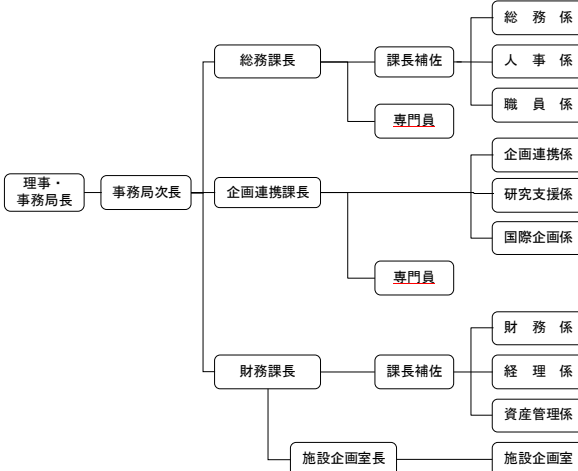 総　務　係
総務課長
課長補佐
人　事　係
職　員　係
専門員
企画連携係
理事・
事務局長
事務局次長
企画連携課長
研究支援係
国際企画係
専門員
財　務　係
財務課長
課長補佐
経　理　係
資産管理係
施設企画室長
施設企画室